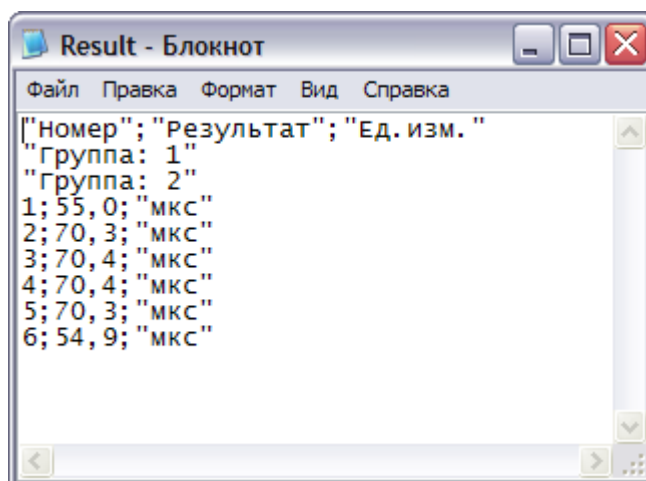 Result - Блокнот
Файл Правка Формат Вид Справка
"Номер";"Результат";"Ед.изм."
"Группа: 1"
"Группа: 2"
1;55,0;"мкс"
2;70,3;"мкс"
3;70,4;"мкс"
4;70,4;"мкс"
5;70,3;"мкс"
6;54,9;"мкс"